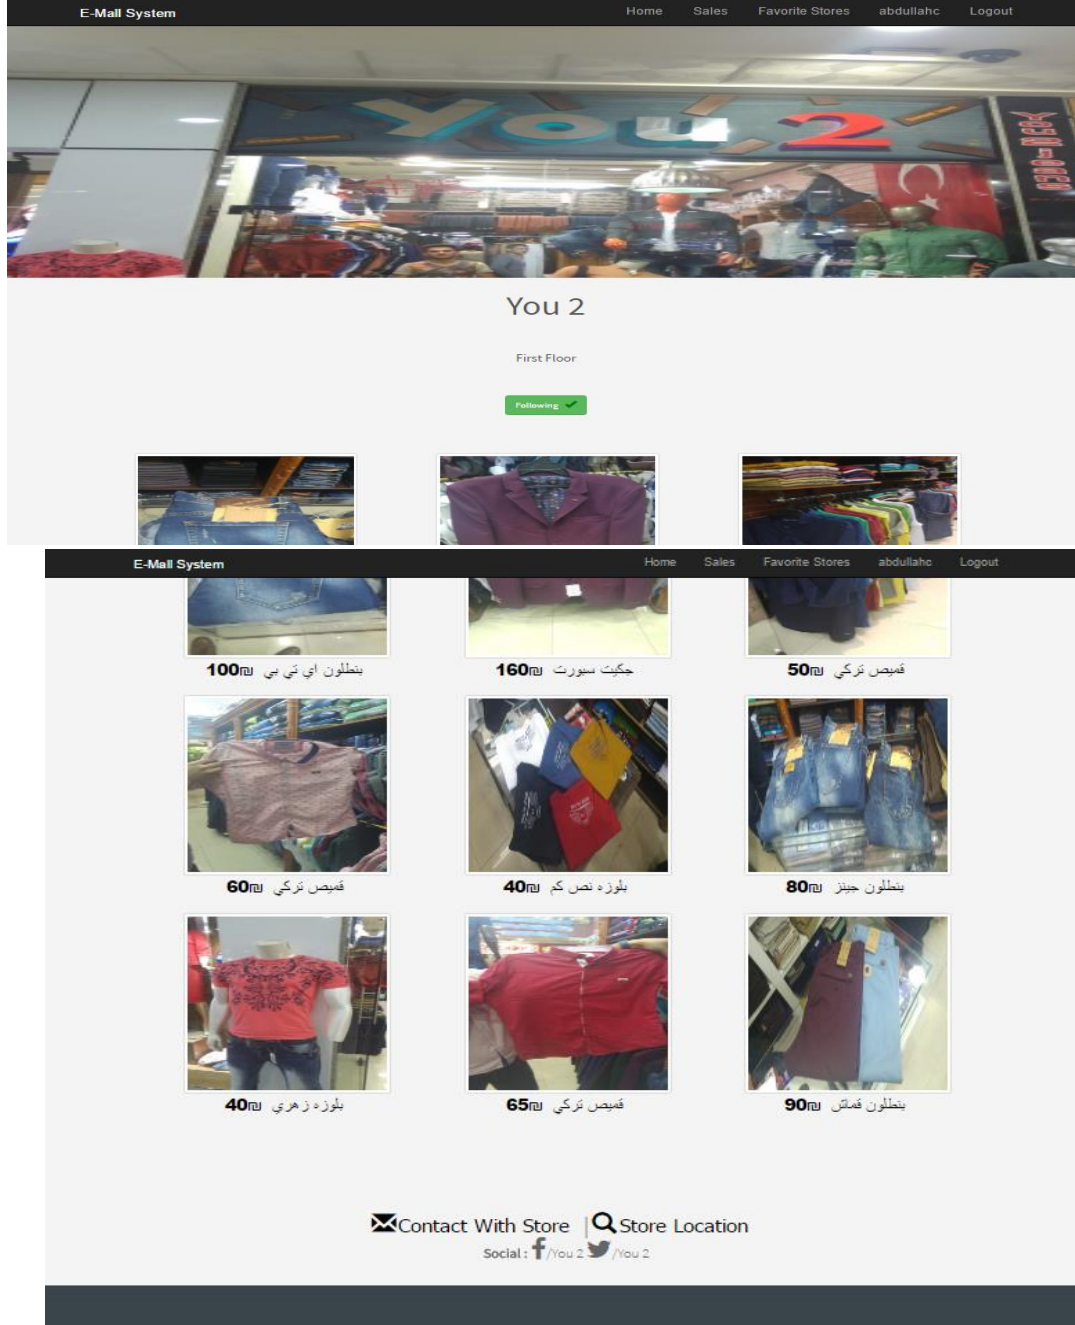 E-Mall System Home Sales Favorite Stores abdullahc Logout
You 2
You 2
First Floor
Following
E-Mall System Home Sales Favorite Stores abdullahc Logout
بنطلون اي تي بي ₪100
جكيت سبورت ₪160
قميص تركي ₪50
قميص تركي ₪60
بلوزه نص كم ₪40
بنطلون جينز ₪80
بلوزه زهري ₪40
قميص تركي ₪65
بنطلون قماش ₪90
Contact With Store | Store Location
Social : /You 2 /You 2